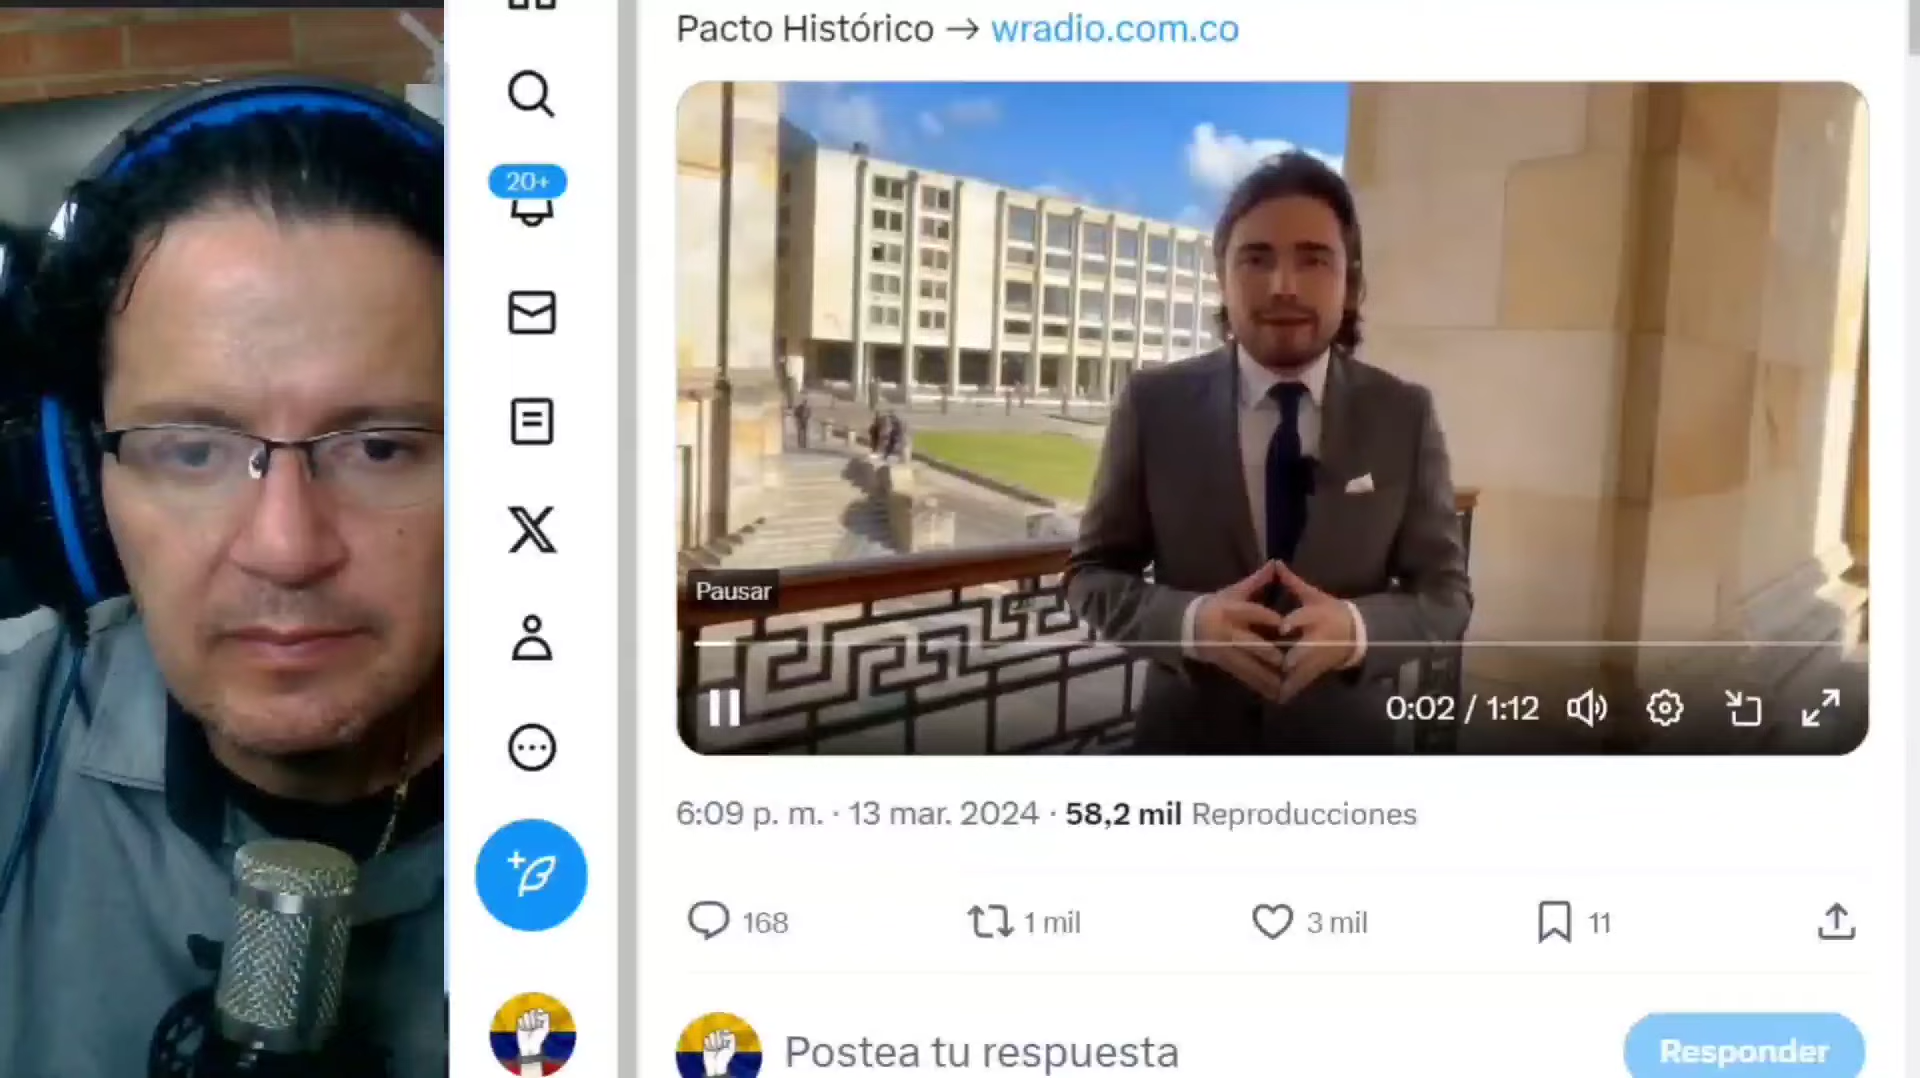 Pacto Histórico → wradio.com.co
20+
Pausar
0:02 / 1:12
6:09 p. m. · 13 mar. 2024 · 58,2 mil Reproducciones
168
1 mil
3 mil
11
Postea tu respuesta
Responder